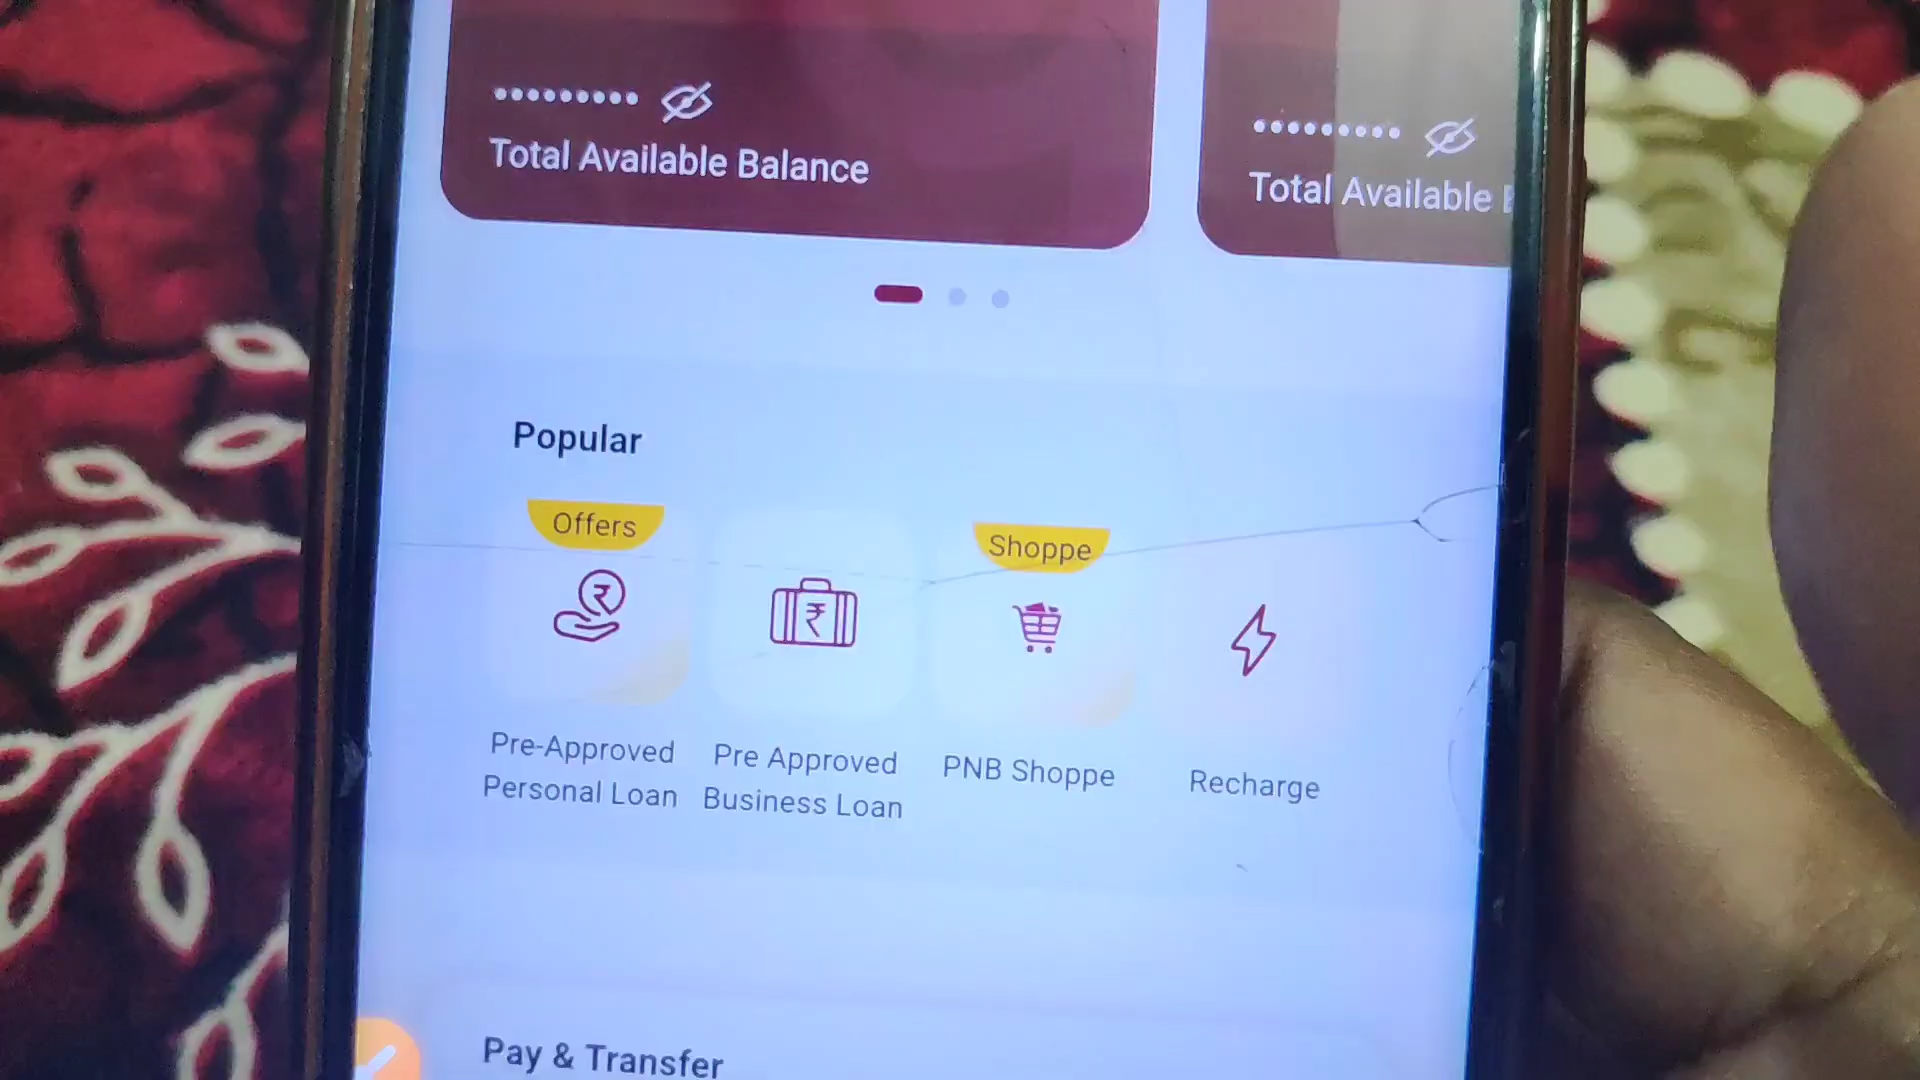 Total Available Balance
Total Available
Popular
Offers
Shoppe
Pre-Approved
Personal Loan
Pre Approved
Business Loan
PNB Shoppe
Recharge
Pay & Transfer